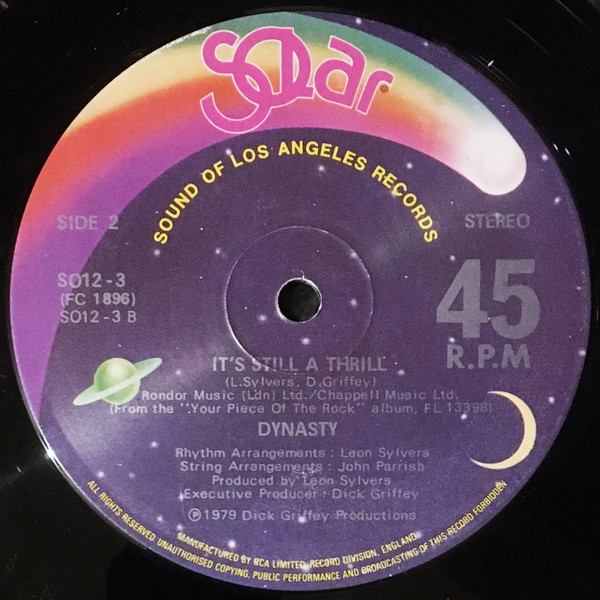 Solar
SOUND OF LOS ANGELES RECORDS
SIDE 2
STEREO
SO12-3
(FC 1896)
SO12-3 B
45
R.P.M
IT'S STILL A THRILL
(L.Sylvers, D.Griffey)
Rondor Music (Ldn) Ltd./Chappell Music Ltd.
(From the "Your Piece Of The Rock" album, FL 13398)
DYNASTY
Rhythm Arrangements : Leon Sylvers
String Arrangements : John Parrish
Produced by Leon Sylvers
Executive Producer : Dick Griffey
℗ 1979 Dick Griffey Productions
MANUFACTURED BY RCA LIMITED, RECORD DIVISION, ENGLAND.
ALL RIGHTS RESERVED UNAUTHORISED COPYING, PUBLIC PERFORMANCE AND BROADCASTING OF THIS RECORD FORBIDDEN